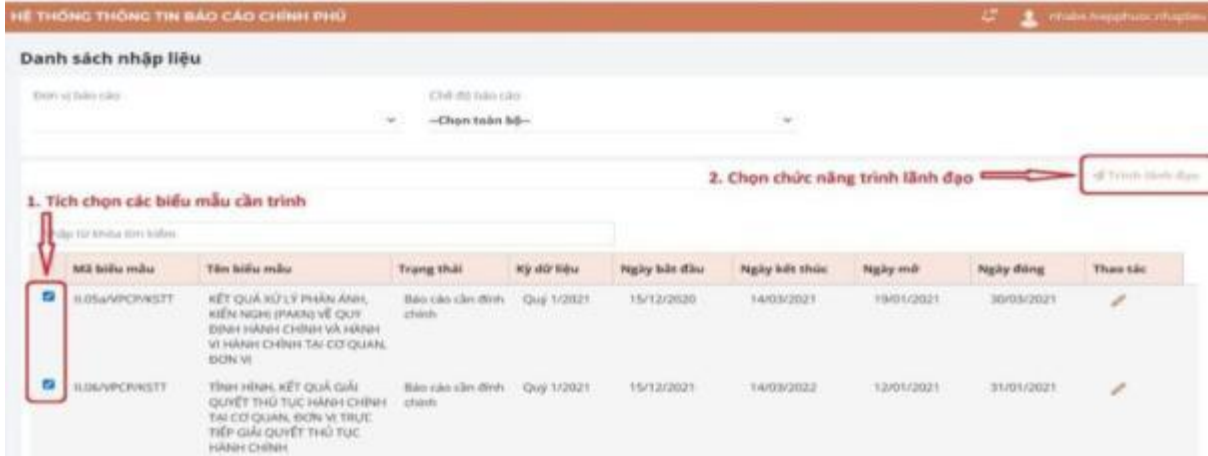 HỆ THỐNG THÔNG TIN BÁO CÁO CHÍNH PHỦ
Danh sách nhập liệu
Đơn vị báo cáo
Chế độ báo cáo
--Chọn toàn bộ--
2. Chọn chức năng trình lãnh đạo
Trình lãnh đạo
1. Tích chọn các biểu mẫu cần trình
Nhập từ khóa tìm kiếm
Mã biểu mẫu Tên biểu mẫu Trạng thái Kỳ dữ liệu Ngày bắt đầu Ngày kết thúc Ngày mở Ngày đóng Thao tác
II.05a/VPCP/KSTT KẾT QUẢ XỬ LÝ PHẢN ÁNH, Báo cáo cần đính Quý 1/2021 15/12/2020 14/03/2021 19/01/2021 30/03/2021
KIẾN NGHỊ (PAKN) VỀ QUY chính
ĐỊNH HÀNH CHÍNH VÀ HÀNH
VI HÀNH CHÍNH TẠI CƠ QUAN,
ĐƠN VỊ
II.06/VPCP/KSTT TÌNH HÌNH, KẾT QUẢ GIẢI Báo cáo cần đính Quý 1/2021 15/12/2021 14/03/2022 12/01/2021 31/01/2021
QUYẾT THỦ TỤC HÀNH CHÍNH chính
TẠI CƠ QUAN, ĐƠN VỊ TRỰC
TIẾP GIẢI QUYẾT THỦ TỤC
HÀNH CHÍNH